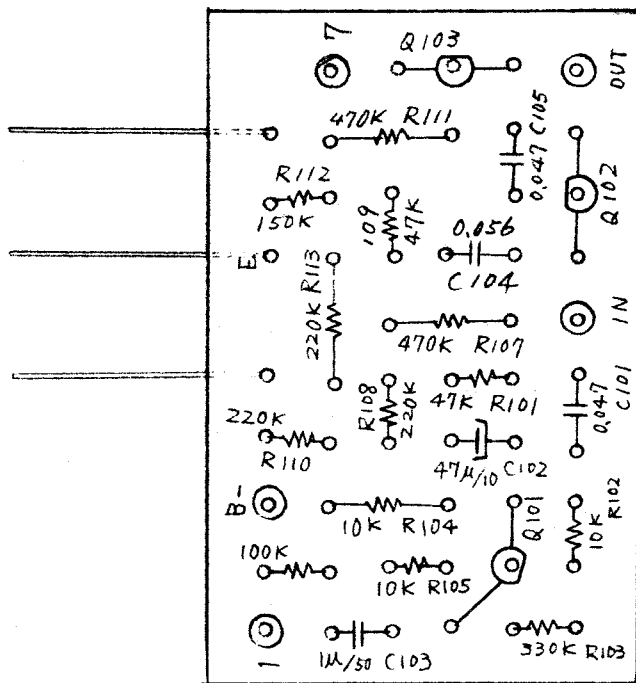 7
Q103
OUT
470K R111
0.047 C105
R112
150K
109
47K
0.056
C104
Q102
E
220K R113
470K R107
IN
R108
220K
47K R101
0.047
C101
220K
R110
47μ/10 C102
B-
10K R104
Q101
10K
R102
100K
10K R105
1
1μ/50 C103
330K R103